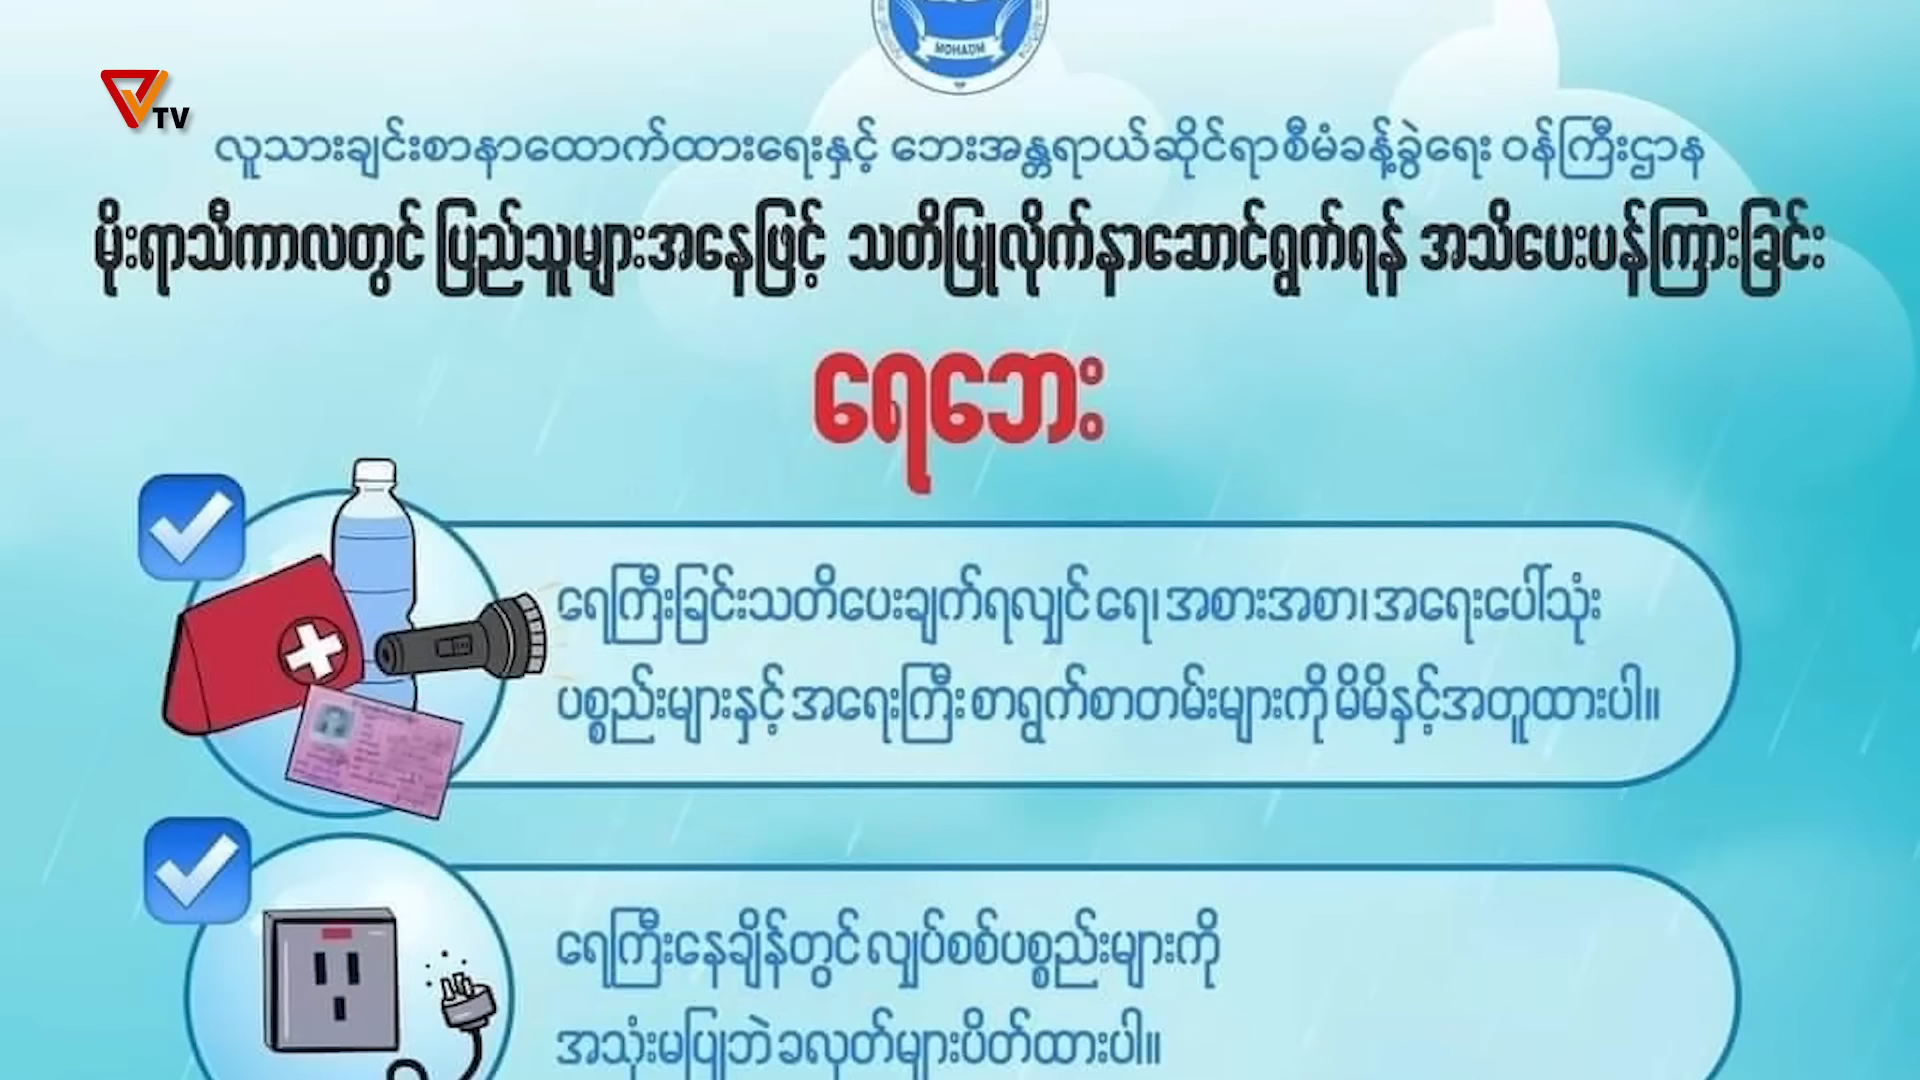 MOHADM
TV
လူသားချင်းစာနာထောက်ထားရေးနှင့် ဘေးအန္တရာယ်ဆိုင်ရာစီမံခန့်ခွဲရေး ဝန်ကြီးဌာန
မိုးရာသီကာလတွင် ပြည်သူများအနေဖြင့် သတိပြုလိုက်နာဆောင်ရွက်ရန် အသိပေးပန်ကြားခြင်း
ရေဘေး
ရေကြီးခြင်းသတိပေးချက်ရလျှင် ရေ၊ အစားအစာ၊ အရေးပေါ်သုံး
ပစ္စည်းများနှင့် အရေးကြီး စာရွက်စာတမ်းများကို မိမိနှင့်အတူထားပါ။
ရေကြီးနေချိန်တွင် လျှပ်စစ်ပစ္စည်းများကို
အသုံးမပြုဘဲ ခလုတ်များပိတ်ထားပါ။